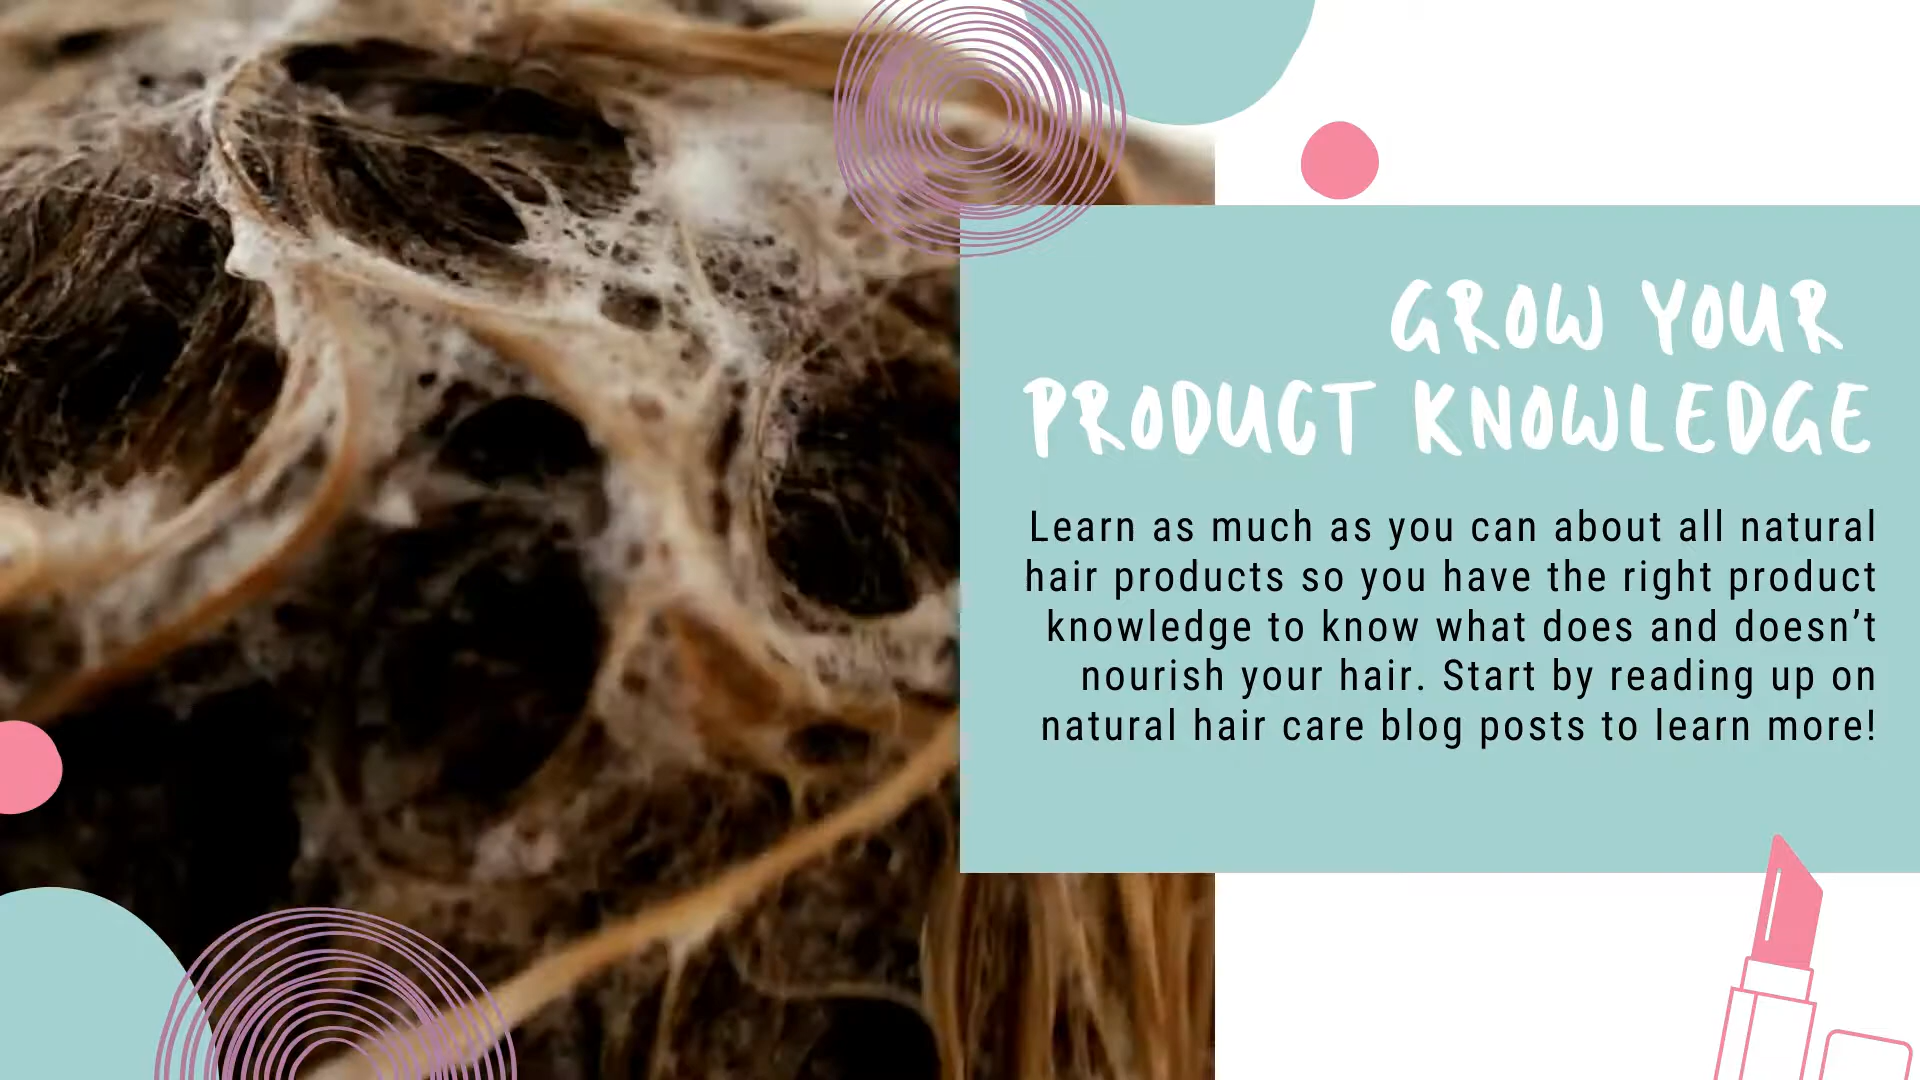 GROW YOUR
PRODUCT KNOWLEDGE
Learn as much as you can about all natural
hair products so you have the right product
knowledge to know what does and doesn’t
nourish your hair. Start by reading up on
natural hair care blog posts to learn more!